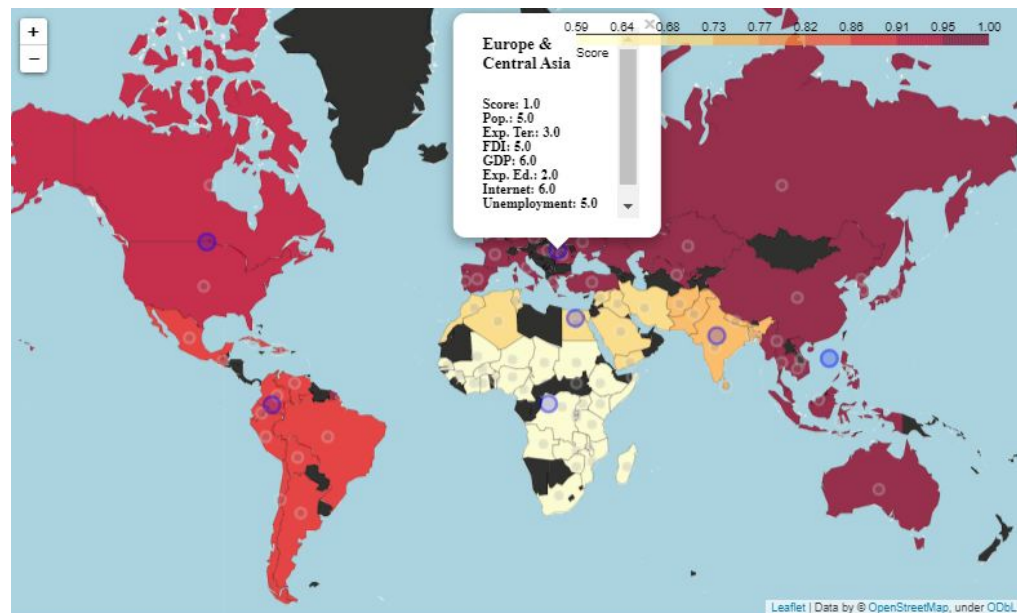 +
−
0.59 0.64 0.68 0.73 0.77 0.82 0.86 0.91 0.95 1.00
Score
×
Europe &
Central Asia
Score: 1.0
Pop.: 5.0
Exp. Ter.: 3.0
FDI: 5.0
GDP: 6.0
Exp. Ed.: 2.0
Internet: 6.0
Unemployment: 5.0
Leaflet | Data by © OpenStreetMap, under ODbL